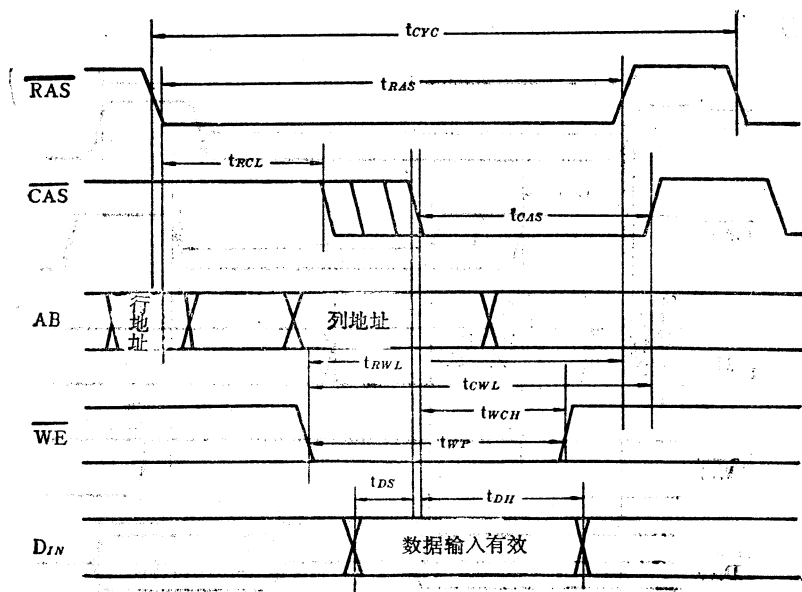 tCYC
RAS
tRAS
tRCL
CAS
tCAS
AB
行地址
列地址
tRWL
tCWL
tWCH
WE
tWP
tDS
tDH
DIN
数据输入有效